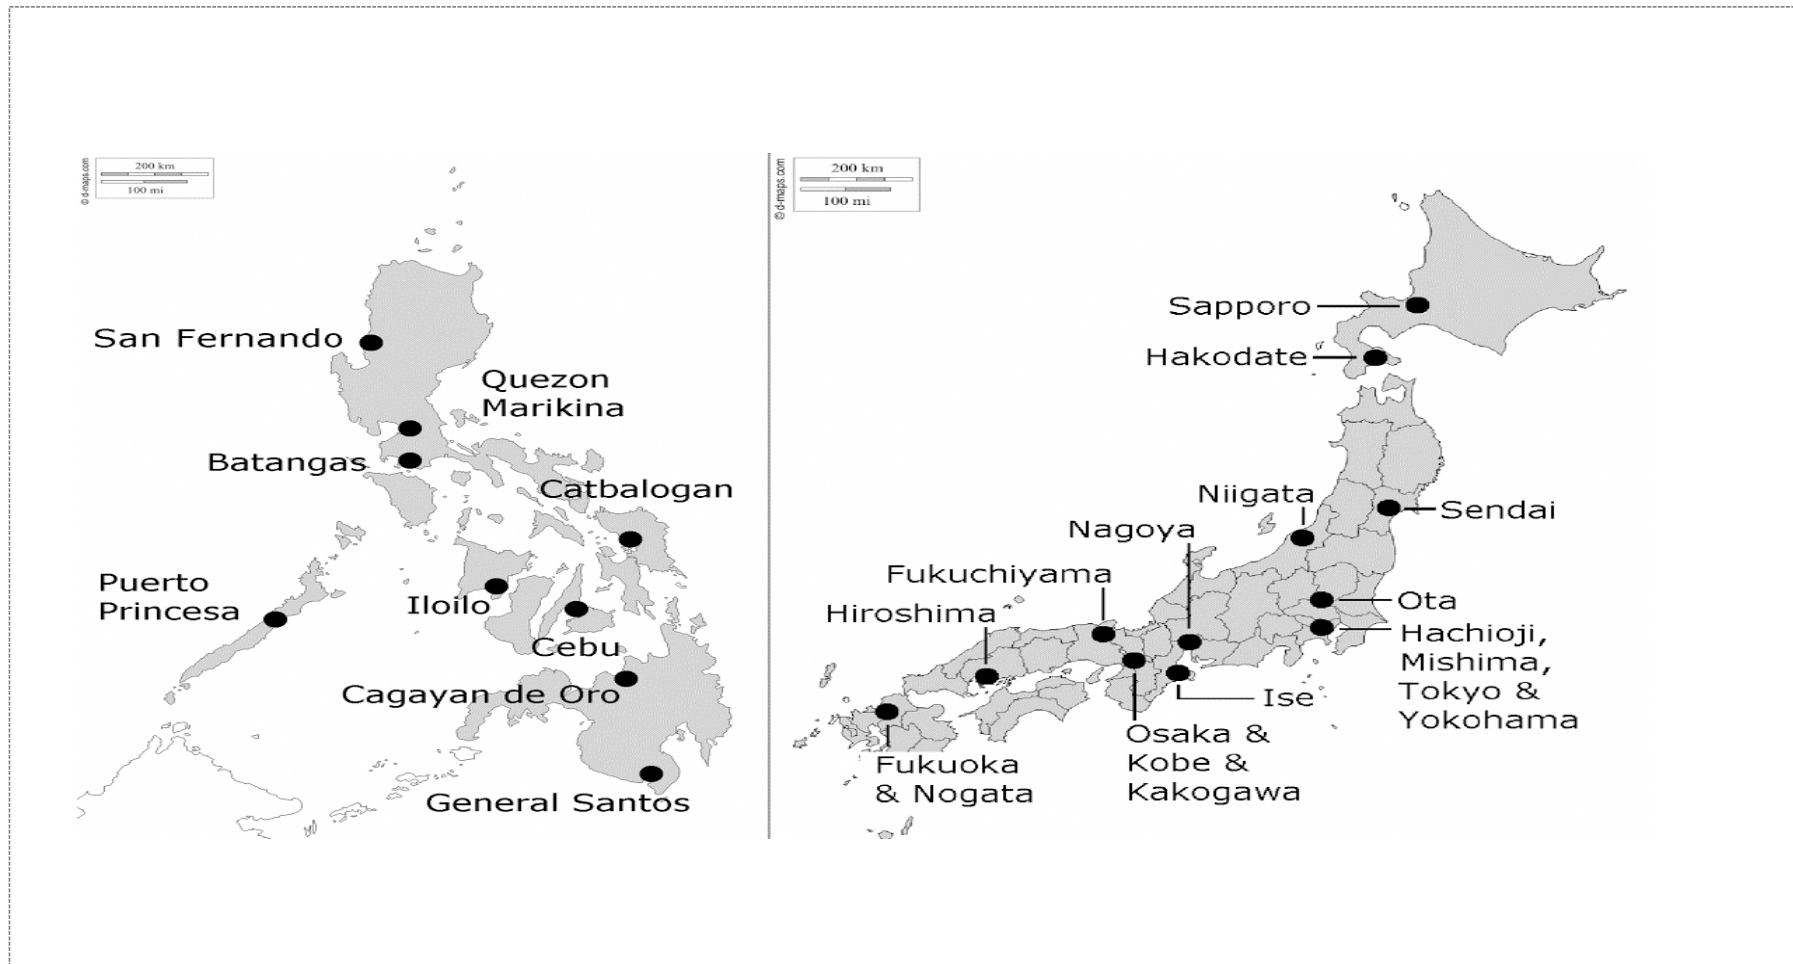 © d-maps.com
200 km
100 mi
San Fernando
Quezon
Marikina
Batangas
Catbalogan
Puerto
Princesa
Iloilo
Cebu
Cagayan de Oro
General Santos
© d-maps.com
200 km
100 mi
Sapporo
Hakodate
Niigata
Sendai
Nagoya
Fukuchiyama
Hiroshima
Ota
Hachioji,
Mishima,
Tokyo &
Yokohama
Ise
Osaka &
Kobe &
Kakogawa
Fukuoka
& Nogata